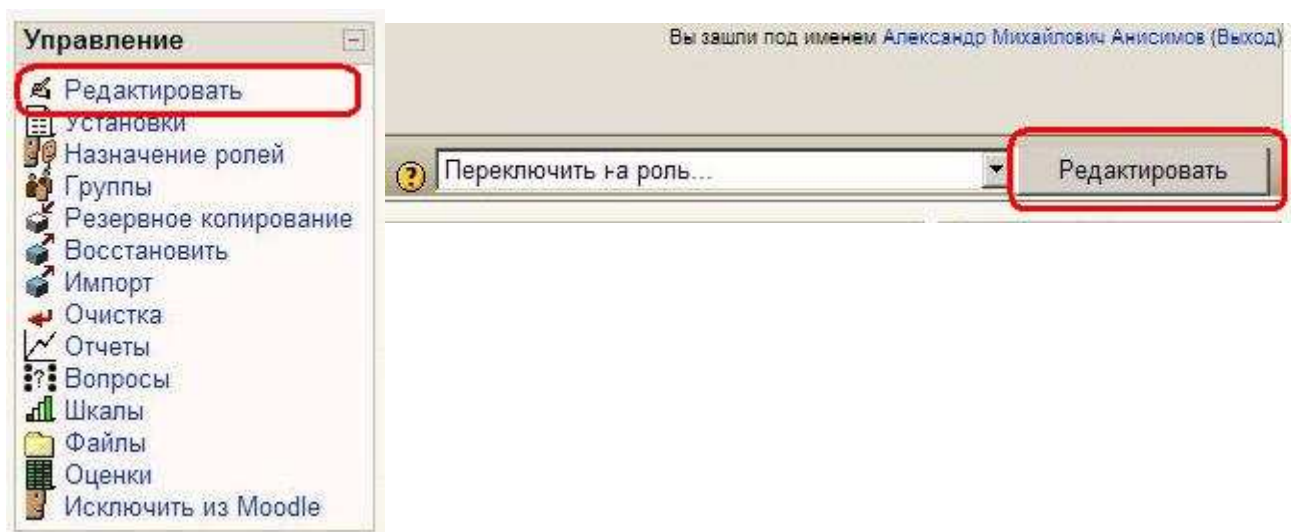 Управление
Редактировать
Установки
Назначение ролей
Группы
Резервное копирование
Восстановить
Импорт
Очистка
Отчеты
Вопросы
Шкалы
Файлы
Оценки
Исключить из Moodle
Вы зашли под именем Александр Михайлович Анисимов (Выход)
Переключить на роль...
Редактировать